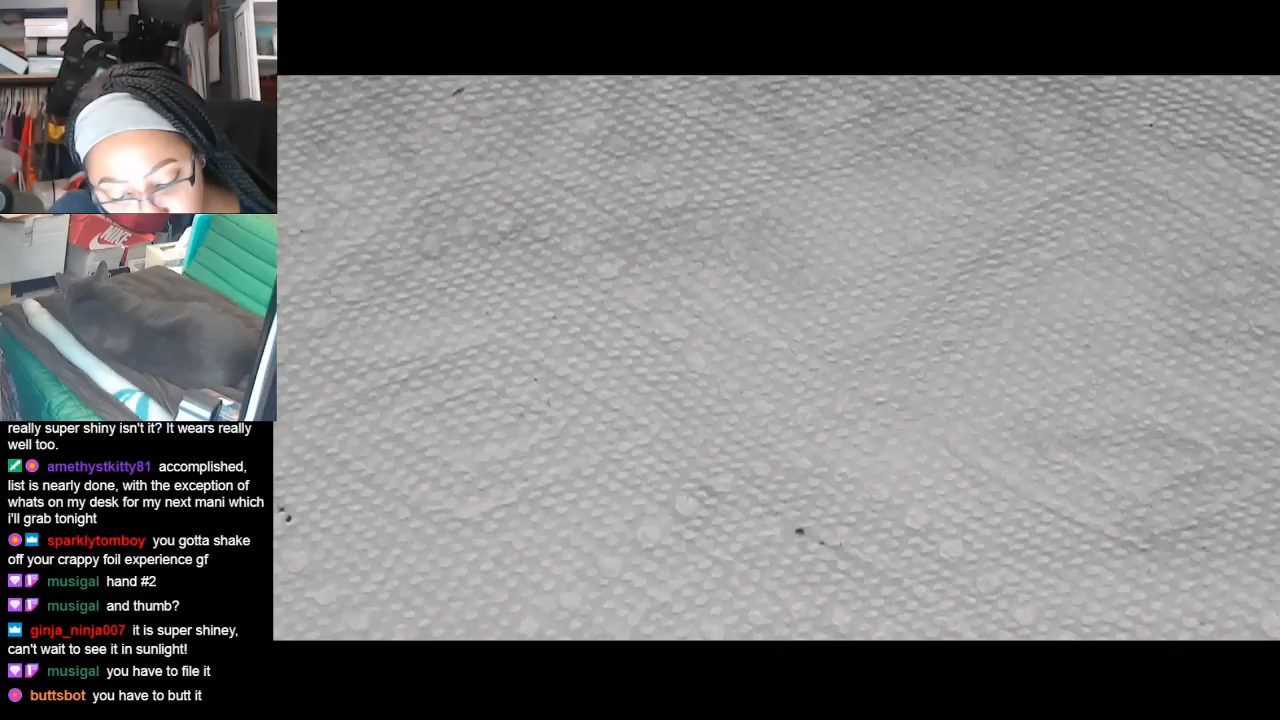 NIKE
really super shiny isn't it? It wears really
well too.
amethystkitty81 accomplished,
list is nearly done, with the exception of
whats on my desk for my next mani which
i'll grab tonight
sparklytomboy you gotta shake
off your crappy foil experience gf
musigal hand #2
musigal and thumb?
ginja_ninja007 it is super shiney,
can't wait to see it in sunlight!
musigal you have to file it
buttsbot you have to butt it